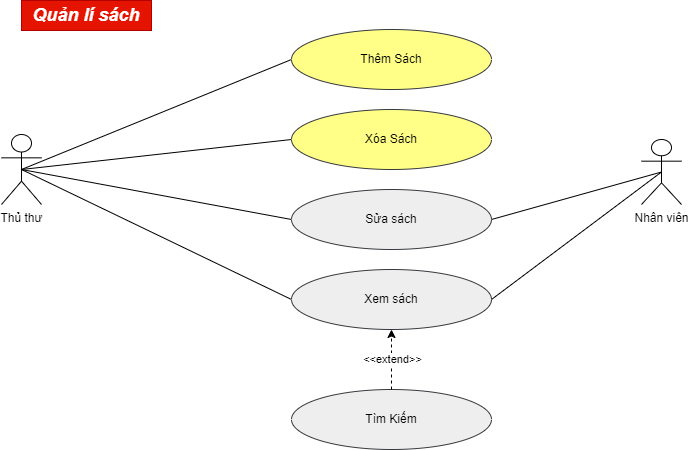 Quản lí sách
Thêm Sách
Xóa Sách
Thủ thư
Sửa sách
Nhân viên
Xem sách
<<extend>>
Tìm Kiếm